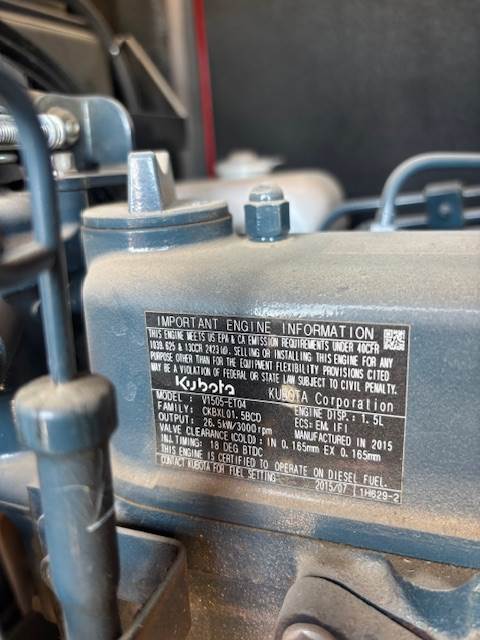 IMPORTANT ENGINE INFORMATION
THIS ENGINE MEETS US EPA & CA EMISSION REQUIREMENTS UNDER 40CFR
1039.625 & 13CCR 2423(d). SELLING OR INSTALLING THIS ENGINE FOR ANY
PURPOSE OTHER THAN FOR THE EQUIPMENT FLEXIBILITY PROVISIONS CITED
MAY BE A VIOLATION OF FEDERAL OR STATE LAW SUBJECT TO CIVIL PENALTY.
Kubota KUBOTA Corporation
MODEL : V1505-ET04 ENGINE DISP.: 1.5L
FAMILY: CKBXL01.5BCD ECS: EM, IFI
OUTPUT: 26.5kW/3000rpm MANUFACTURED IN 2015
VALVE CLEARANCE(COLD): IN 0.165mm EX 0.165mm
INJ.TIMING: 18 DEG BTDC
THIS ENGINE IS CERTIFIED TO OPERATE ON DIESEL FUEL.
CONTACT KUBOTA FOR FUEL SETTING 2015/07 1H629-2